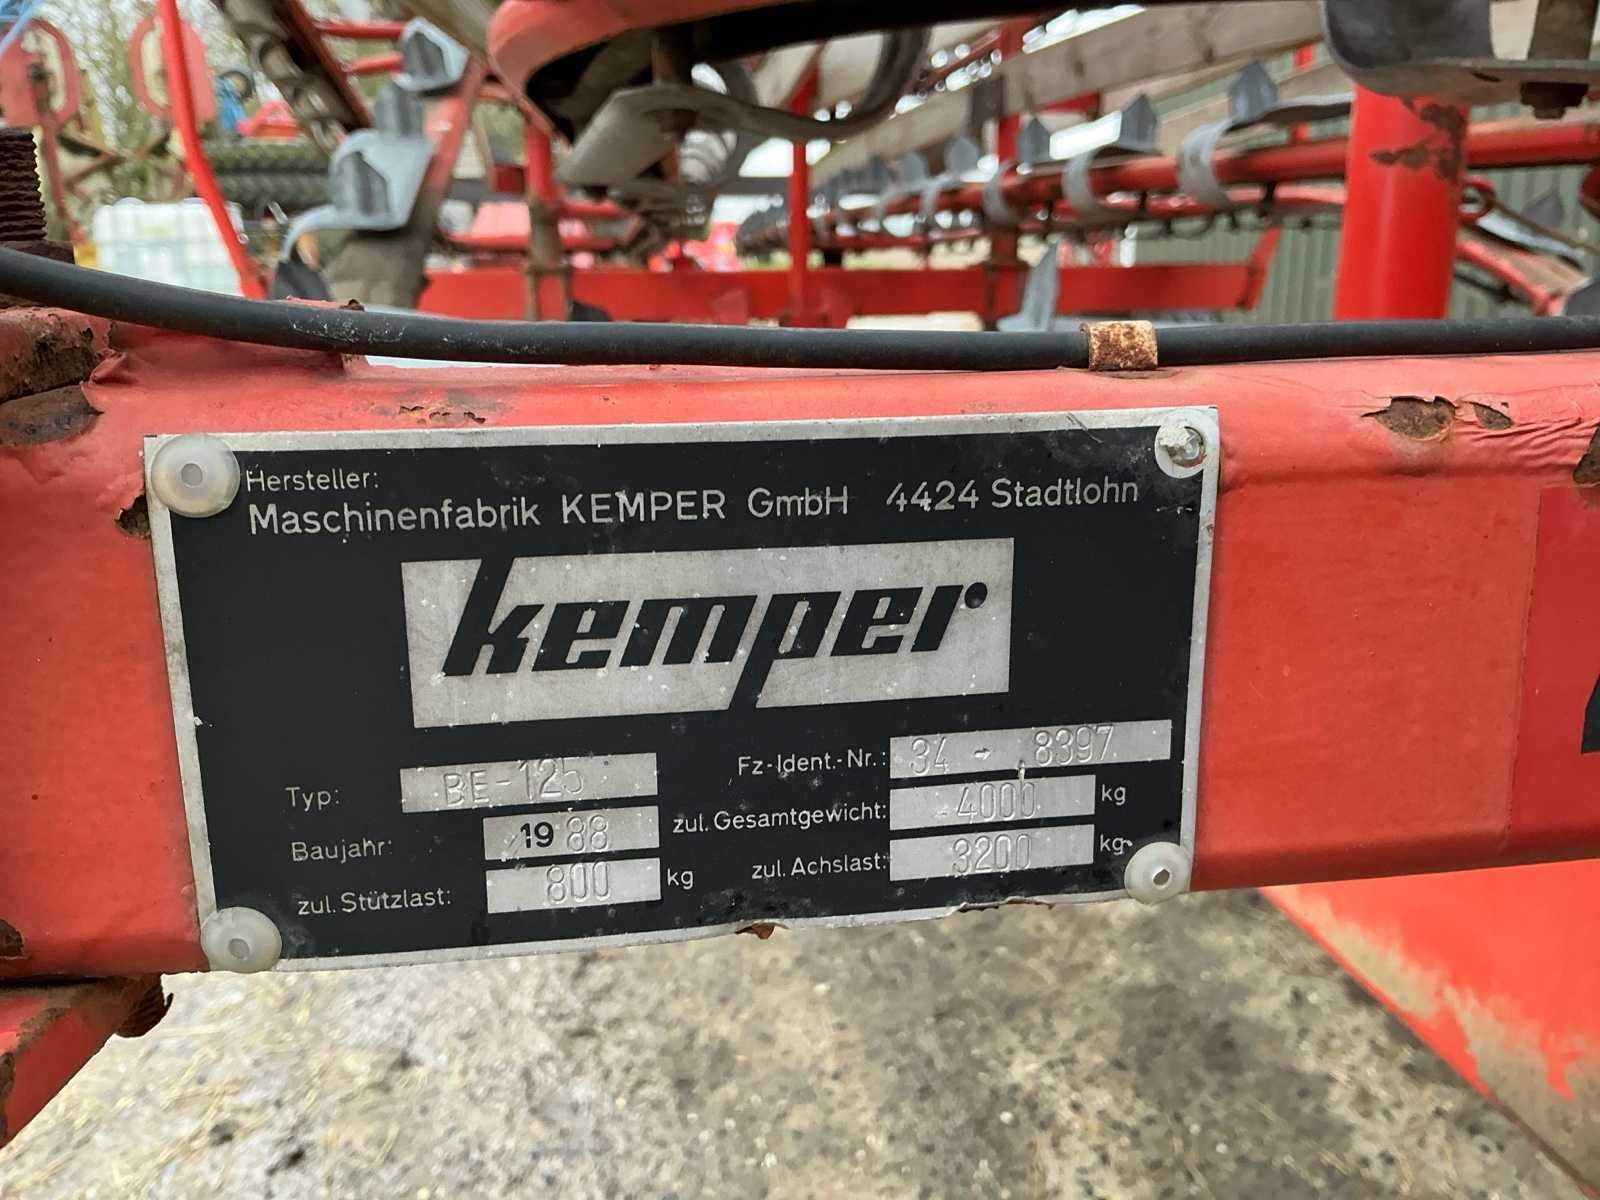 Hersteller:
Maschinenfabrik KEMPER GmbH 4424 Stadtlohn
kemper
Typ: BE-125
Fz-Ident.-Nr.: 34 - 8397
Baujahr: 1988
zul. Gesamtgewicht: 4000 kg
zul. Stützlast: 800 kg
zul. Achslast: 3200 kg